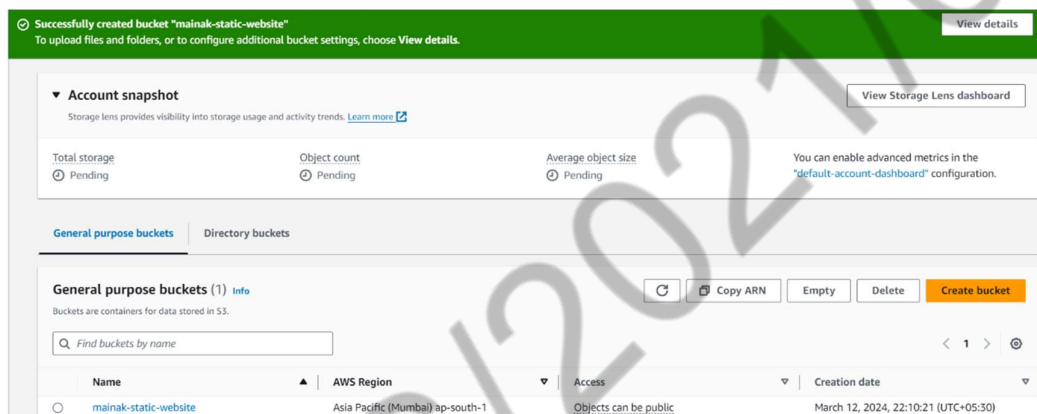 Successfully created bucket "mainak-static-website"
To upload files and folders, or to configure additional bucket settings, choose View details.
View details
Account snapshot
View Storage Lens dashboard
Storage lens provides visibility into storage usage and activity trends. Learn more
Total storage
Pending
Object count
Pending
Average object size
Pending
You can enable advanced metrics in the
"default-account-dashboard" configuration.
General purpose buckets Directory buckets
General purpose buckets (1) Info
Copy ARN Empty Delete Create bucket
Buckets are containers for data stored in S3.
Find buckets by name
1
Name AWS Region Access Creation date
mainak-static-website Asia Pacific (Mumbai) ap-south-1 Objects can be public March 12, 2024, 22:10:21 (UTC+05:30)